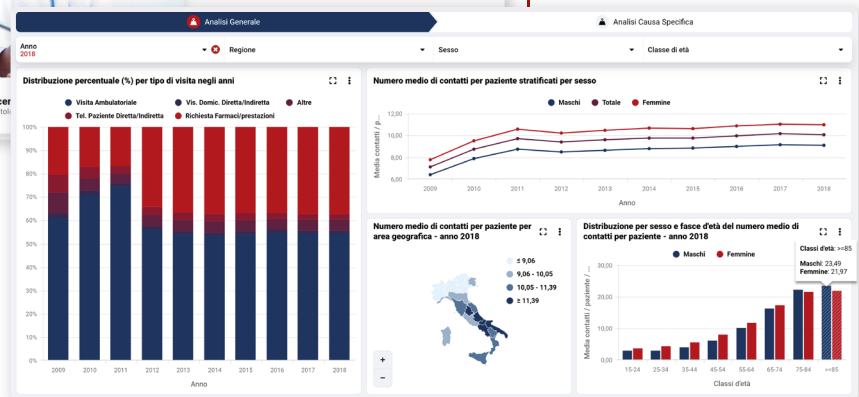 Analisi Generale
Analisi Causa Specifica
Anno
2018
Regione
Sesso
Classe di età
Distribuzione percentuale (%) per tipo di visita negli anni
Visita Ambulatoriale
Vis. Domic. Diretta/Indiretta
Altre
Tel. Paziente Diretta/Indiretta
Richiesta Farmaci/prestazioni
100%
90%
80%
70%
60%
50%
40%
30%
20%
10%
0%
2009 2010 2011 2012 2013 2014 2015 2016 2017 2018
Anno
Numero medio di contatti per paziente stratificati per sesso
Maschi
Totale
Femmine
Media contatti / p...
12,00
10,00
8,00
6,00
2009 2010 2011 2012 2013 2014 2015 2016 2017 2018
Anno
Numero medio di contatti per paziente per
area geografica - anno 2018
≤ 9,06
9,06 - 10,05
10,05 - 11,39
≥ 11,39
+
−
Distribuzione per sesso e fasce d'età del numero medio di
contatti per paziente - anno 2018
Maschi
Femmine
Classi d'età: >=85
Maschi: 23,49
Femmine: 21,97
Media contatti / paziente / ...
30,00
20,00
10,00
0,00
15-24 25-34 35-44 45-54 55-64 65-74 75-84 >=85
Classi d'età